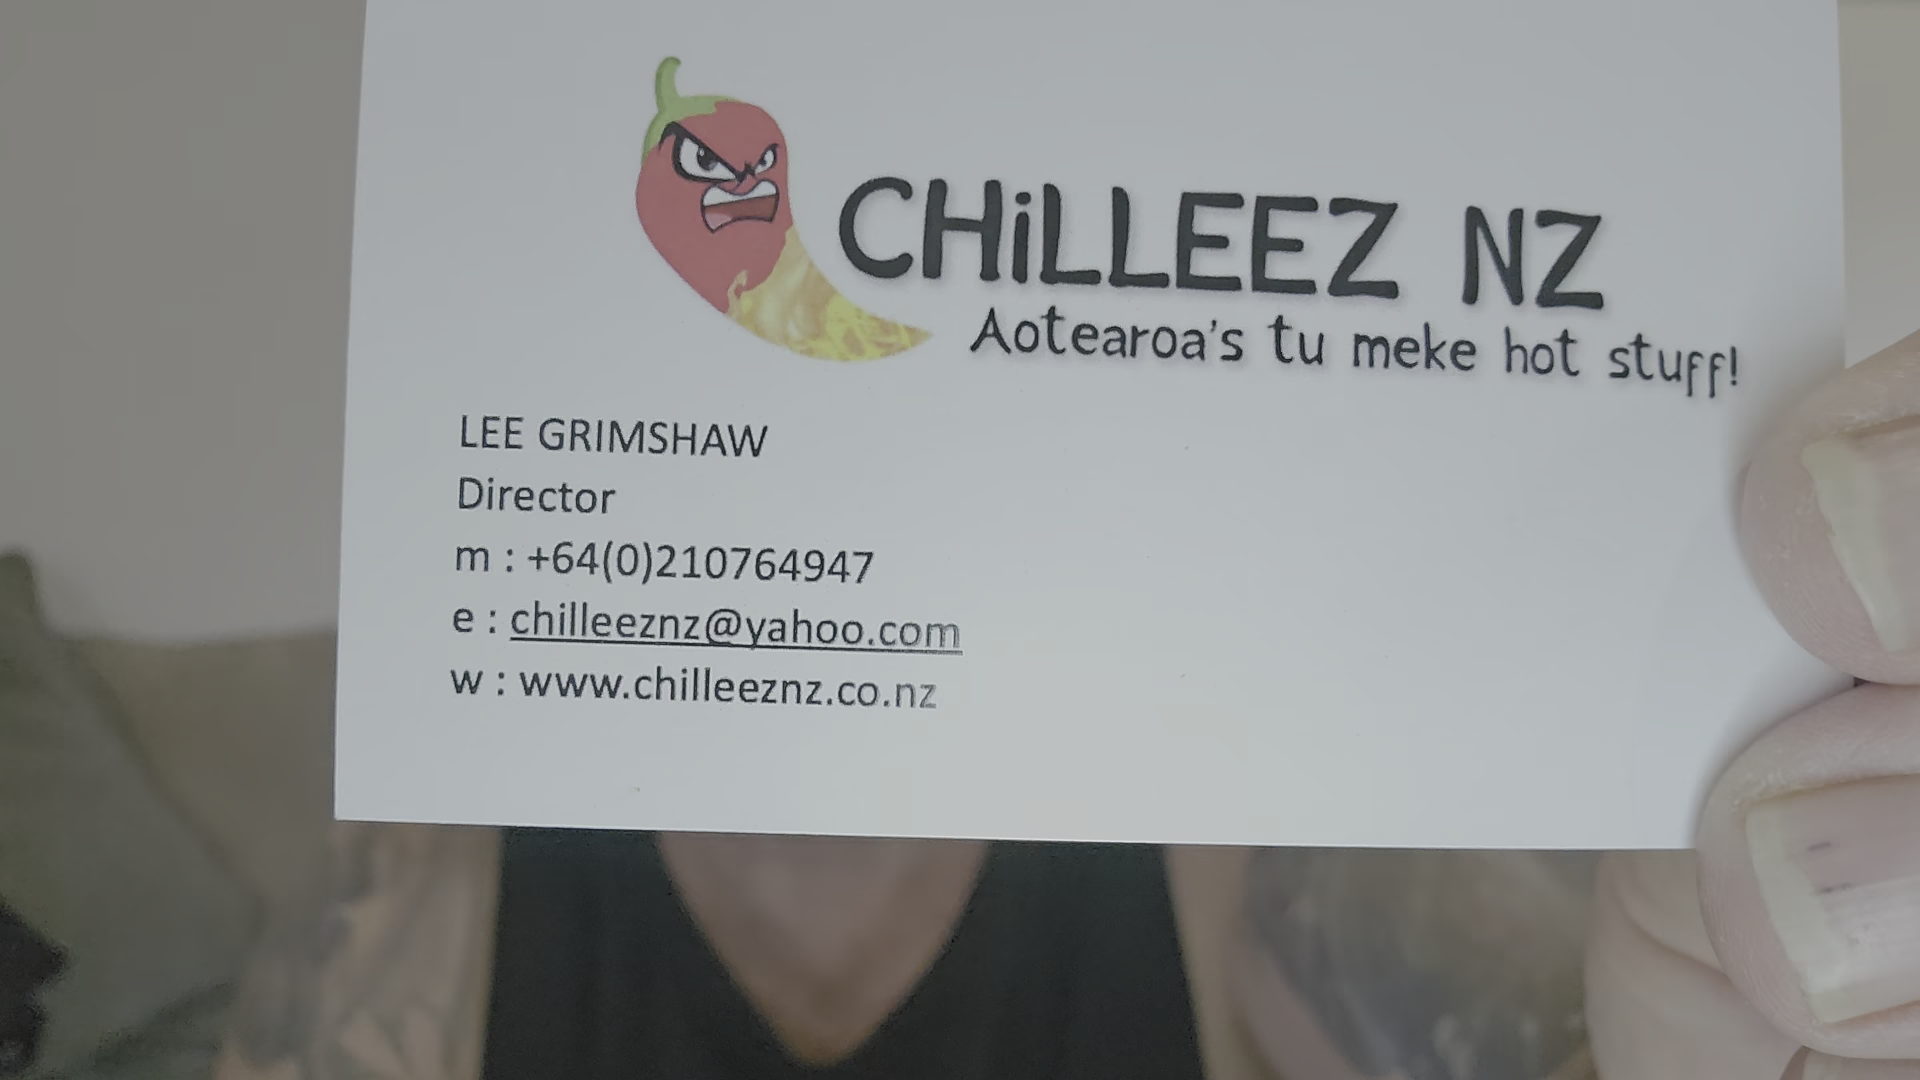 CHiLLEEZ NZ
Aotearoa's tu meke hot stuff!
LEE GRIMSHAW
Director
m : +64(0)210764947
e : chilleeznz@yahoo.com
w : www.chilleeznz.co.nz